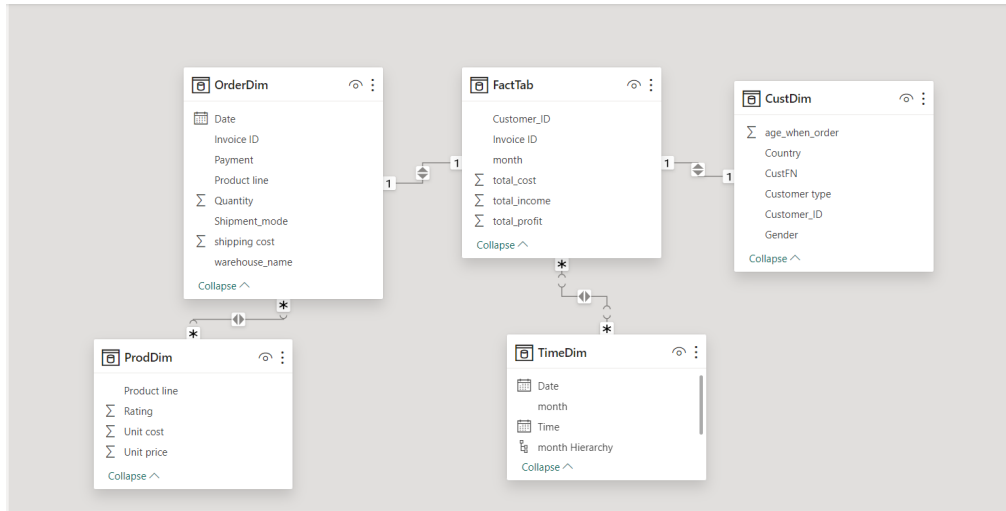 OrderDim
Date
Invoice ID
Payment
Product line
Σ Quantity
Shipment_mode
Σ shipping cost
warehouse_name
Collapse
1
*
FactTab
Customer_ID
Invoice ID
month
Σ total_cost
Σ total_income
Σ total_profit
Collapse
1
1
*
CustDim
Σ age_when_order
Country
CustFN
Customer type
Customer_ID
Gender
Collapse
1
*
ProdDim
Product line
Σ Rating
Σ Unit cost
Σ Unit price
Collapse
*
TimeDim
Date
month
Time
month Hierarchy
Collapse